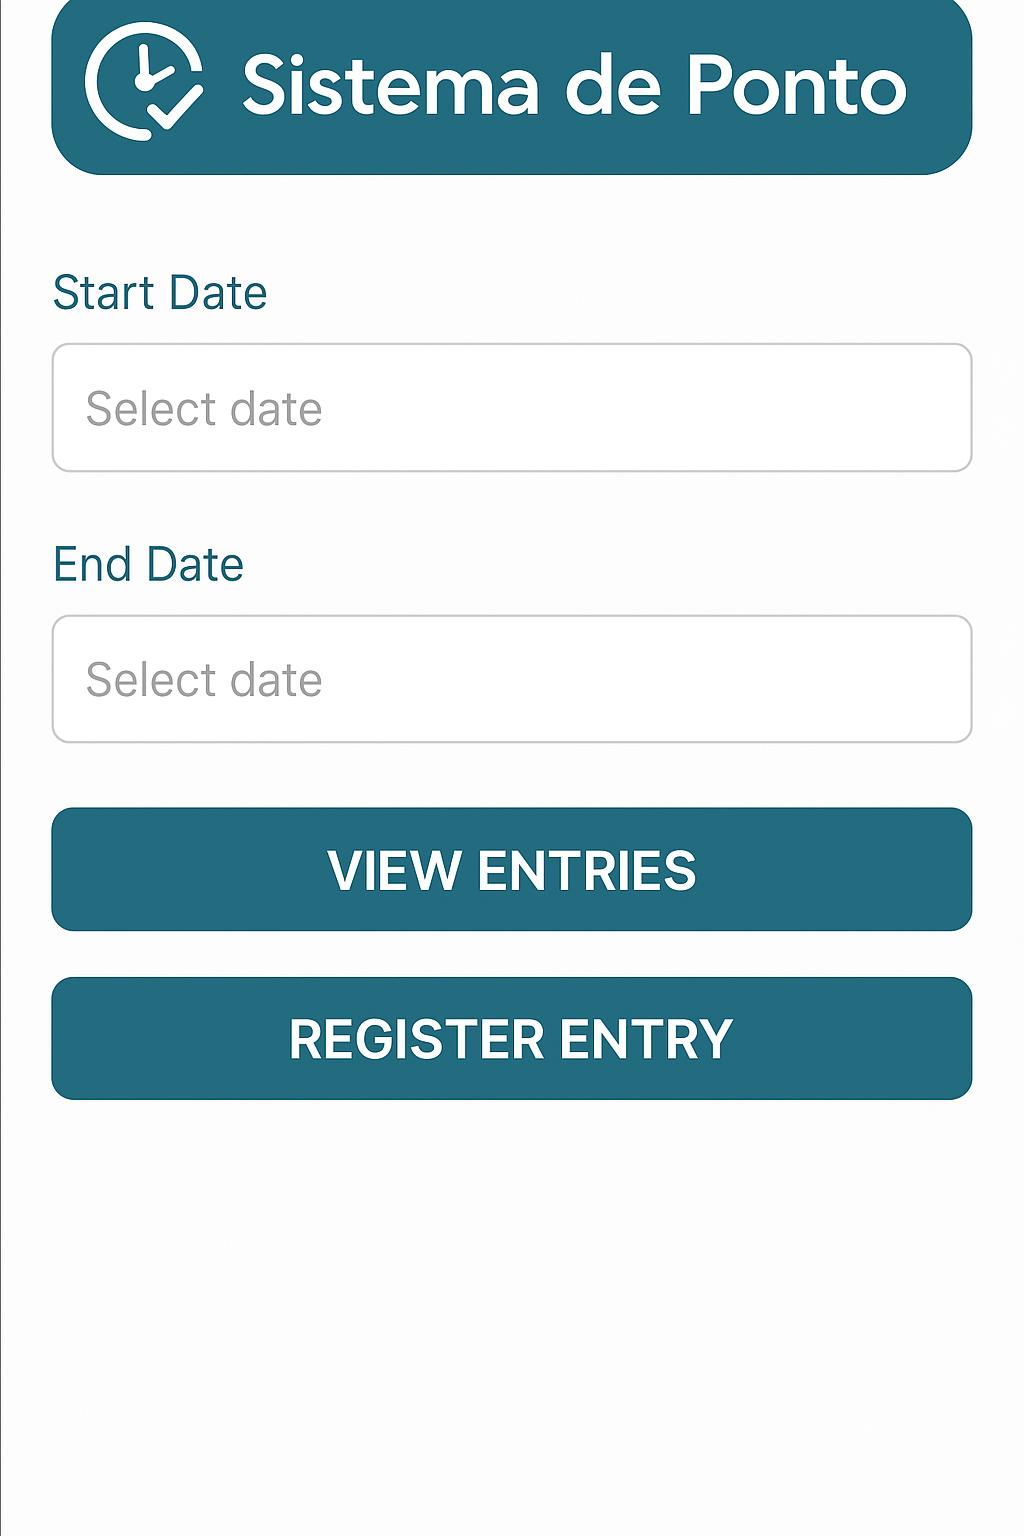 Sistema de Ponto
Start Date
Select date
End Date
Select date
VIEW ENTRIES
REGISTER ENTRY